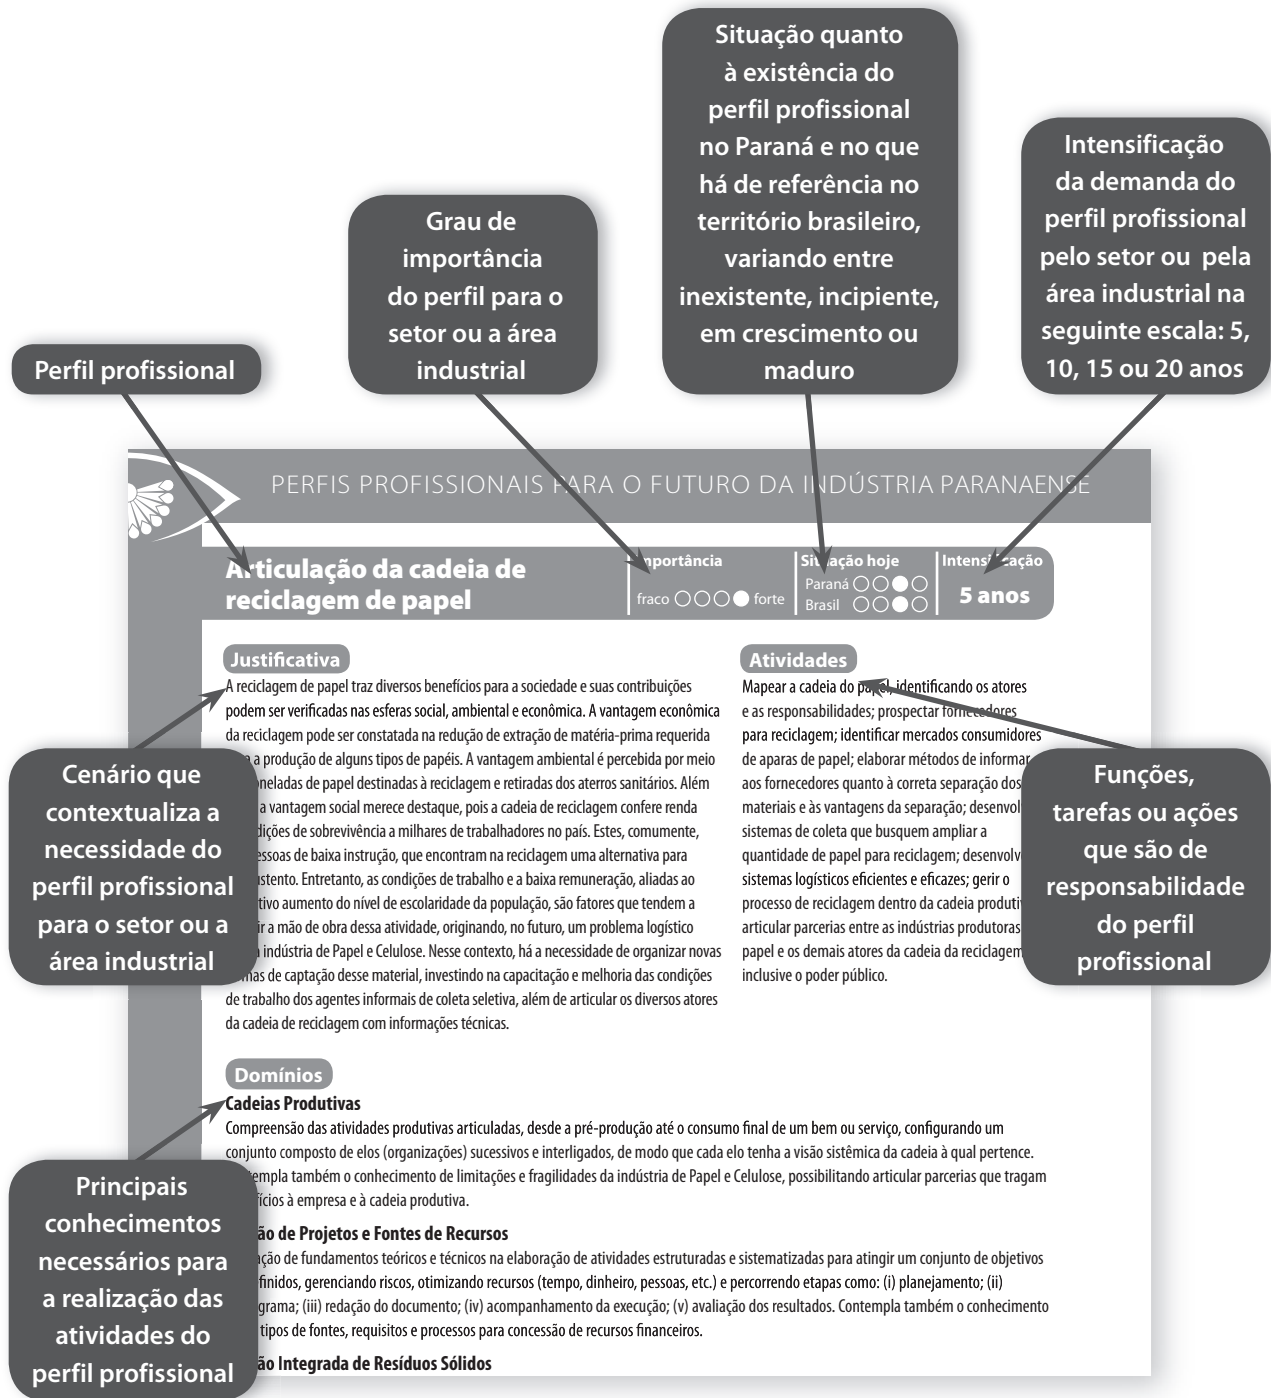 Situação quanto
à existência do
perfil profissional
no Paraná e no que
há de referência no
território brasileiro,
variando entre
inexistente, incipiente,
em crescimento ou
maduro
Intensificação
da demanda do
perfil profissional
pelo setor ou pela
área industrial na
seguinte escala: 5,
10, 15 ou 20 anos
Grau de
importância
do perfil para o
setor ou a área
industrial
Perfil profissional
PERFIS PROFISSIONAIS PARA O FUTURO DA INDÚSTRIA PARANAENSE
Articulação da cadeia de
reciclagem de papel
Importância
fraco forte
Situação hoje
Paraná
Brasil
Intensificação
5 anos
Justificativa
A reciclagem de papel traz diversos benefícios para a sociedade e suas contribuições
podem ser verificadas nas esferas social, ambiental e econômica. A vantagem econômica
da reciclagem pode ser constatada na redução de extração de matéria-prima requerida
a produção de alguns tipos de papéis. A vantagem ambiental é percebida por meio
toneladas de papel destinadas à reciclagem e retiradas dos aterros sanitários. Além
a vantagem social merece destaque, pois a cadeia de reciclagem confere renda
a milhares de trabalhadores no país. Estes, comumente,
de baixa instrução, que encontram na reciclagem uma alternativa para
Entretanto, as condições de trabalho e a baixa remuneração, aliadas ao
aumento do nível de escolaridade da população, são fatores que tendem a
a mão de obra dessa atividade, originando, no futuro, um problema logístico
indústria de Papel e Celulose. Nesse contexto, há a necessidade de organizar novas
de captação desse material, investindo na capacitação e melhoria das condições
de trabalho dos agentes informais de coleta seletiva, além de articular os diversos atores
da cadeia de reciclagem com informações técnicas.
Atividades
Mapear a cadeia do papel, identificando os atores
e as responsabilidades; prospectar fornecedores
para reciclagem; identificar mercados consumidores
de aparas de papel; elaborar métodos de informar
aos fornecedores quanto à correta separação dos
materiais e às vantagens da separação;
sistemas de coleta que busquem ampliar a
quantidade de papel para reciclagem;
sistemas logísticos eficientes e eficazes; gerir o
processo de reciclagem dentro da cadeia
articular parcerias entre as indústrias produtoras
papel e os demais atores da cadeia da reciclagem
inclusive o poder público.
Cenário que
contextualiza a
necessidade do
perfil profissional
para o setor ou a
área industrial
Funções,
tarefas ou ações
que são de
responsabilidade
do perfil
profissional
Domínios
Cadeias Produtivas
Compreensão das atividades produtivas articuladas, desde a pré-produção até o consumo final de um bem ou serviço, configurando um
conjunto composto de elos (organizações) sucessivos e interligados, de modo que cada elo tenha a visão sistêmica da cadeia à qual pertence.
também o conhecimento de limitações e fragilidades da indústria de Papel e Celulose, possibilitando articular parcerias que tragam
à empresa e à cadeia produtiva.
de Projetos e Fontes de Recursos
de fundamentos teóricos e técnicos na elaboração de atividades estruturadas e sistematizadas para atingir um conjunto de objetivos
gerenciando riscos, otimizando recursos (tempo, dinheiro, pessoas, etc.) e percorrendo etapas como: (i) planejamento; (ii)
(iii) redação do documento; (iv) acompanhamento da execução; (v) avaliação dos resultados. Contempla também o conhecimento
tipos de fontes, requisitos e processos para concessão de recursos financeiros.
Integrada de Resíduos Sólidos
Principais
conhecimentos
necessários para
a realização das
atividades do
perfil profissional